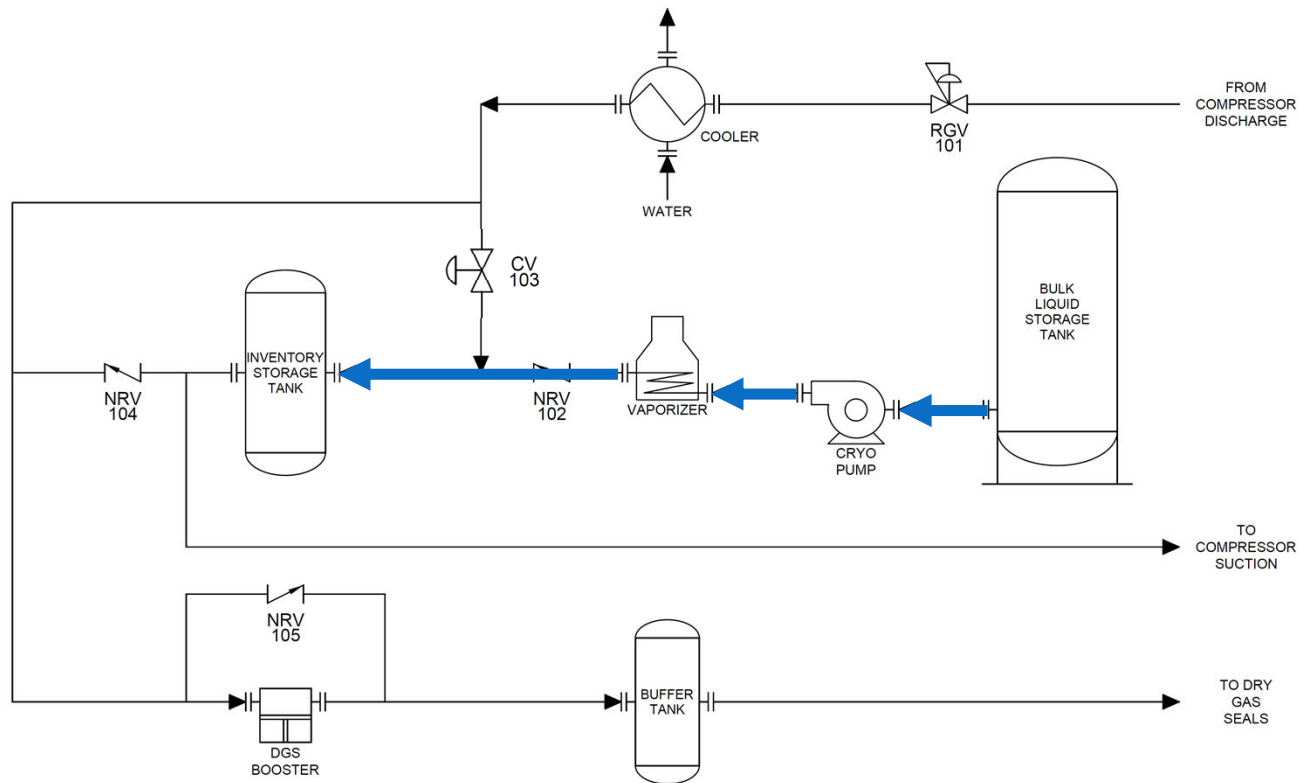 FROM
COMPRESSOR
DISCHARGE
RGV
101
COOLER
WATER
CV
103
BULK
LIQUID
STORAGE
TANK
INVENTORY
STORAGE
TANK
NRV
104
NRV
102
VAPORIZER
CRYO
PUMP
TO
COMPRESSOR
SUCTION
NRV
105
DGS
BOOSTER
BUFFER
TANK
TO DRY
GAS
SEALS